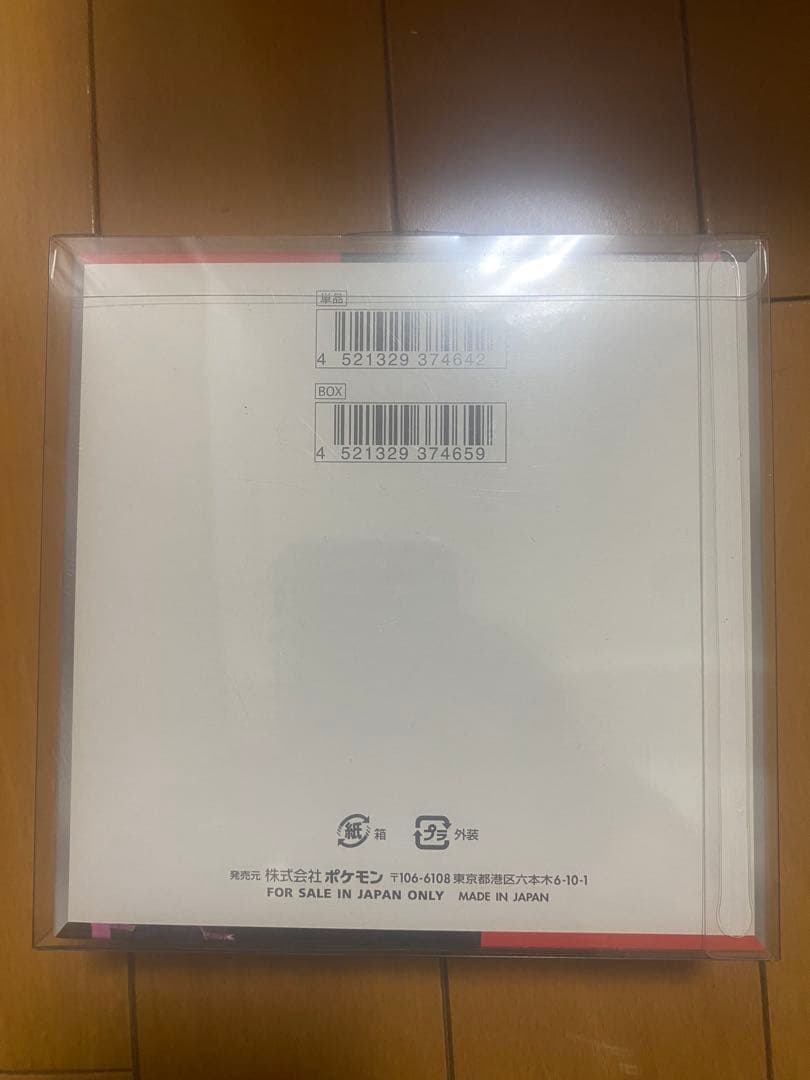 単品
4 521329 374642
BOX
4 521329 374659
紙 箱 プラ 外装
発売元 株式会社 ポケモン 〒106-6108 東京都港区六本木6-10-1
FOR SALE IN JAPAN ONLY MADE IN JAPAN